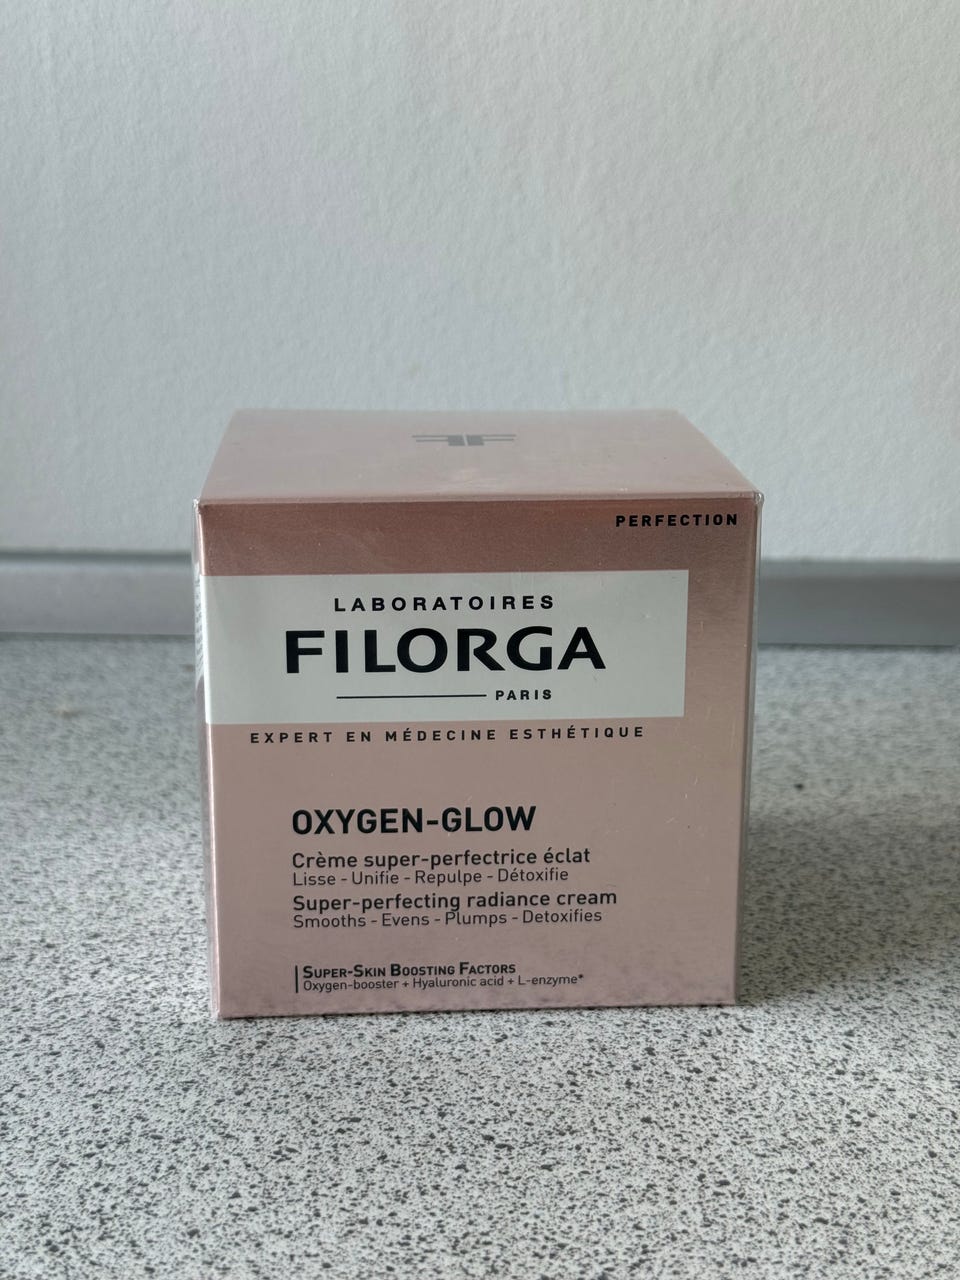 PERFECTION
LABORATOIRES
FILORGA
PARIS
EXPERT EN MÉDECINE ESTHÉTIQUE
OXYGEN-GLOW
Crème super-perfectrice éclat
Lisse - Unifie - Repulpe - Détoxifie
Super-perfecting radiance cream
Smooths - Evens - Plumps - Detoxifies
SUPER-SKIN BOOSTING FACTORS
Oxygen-booster + Hyaluronic acid + L-enzyme*